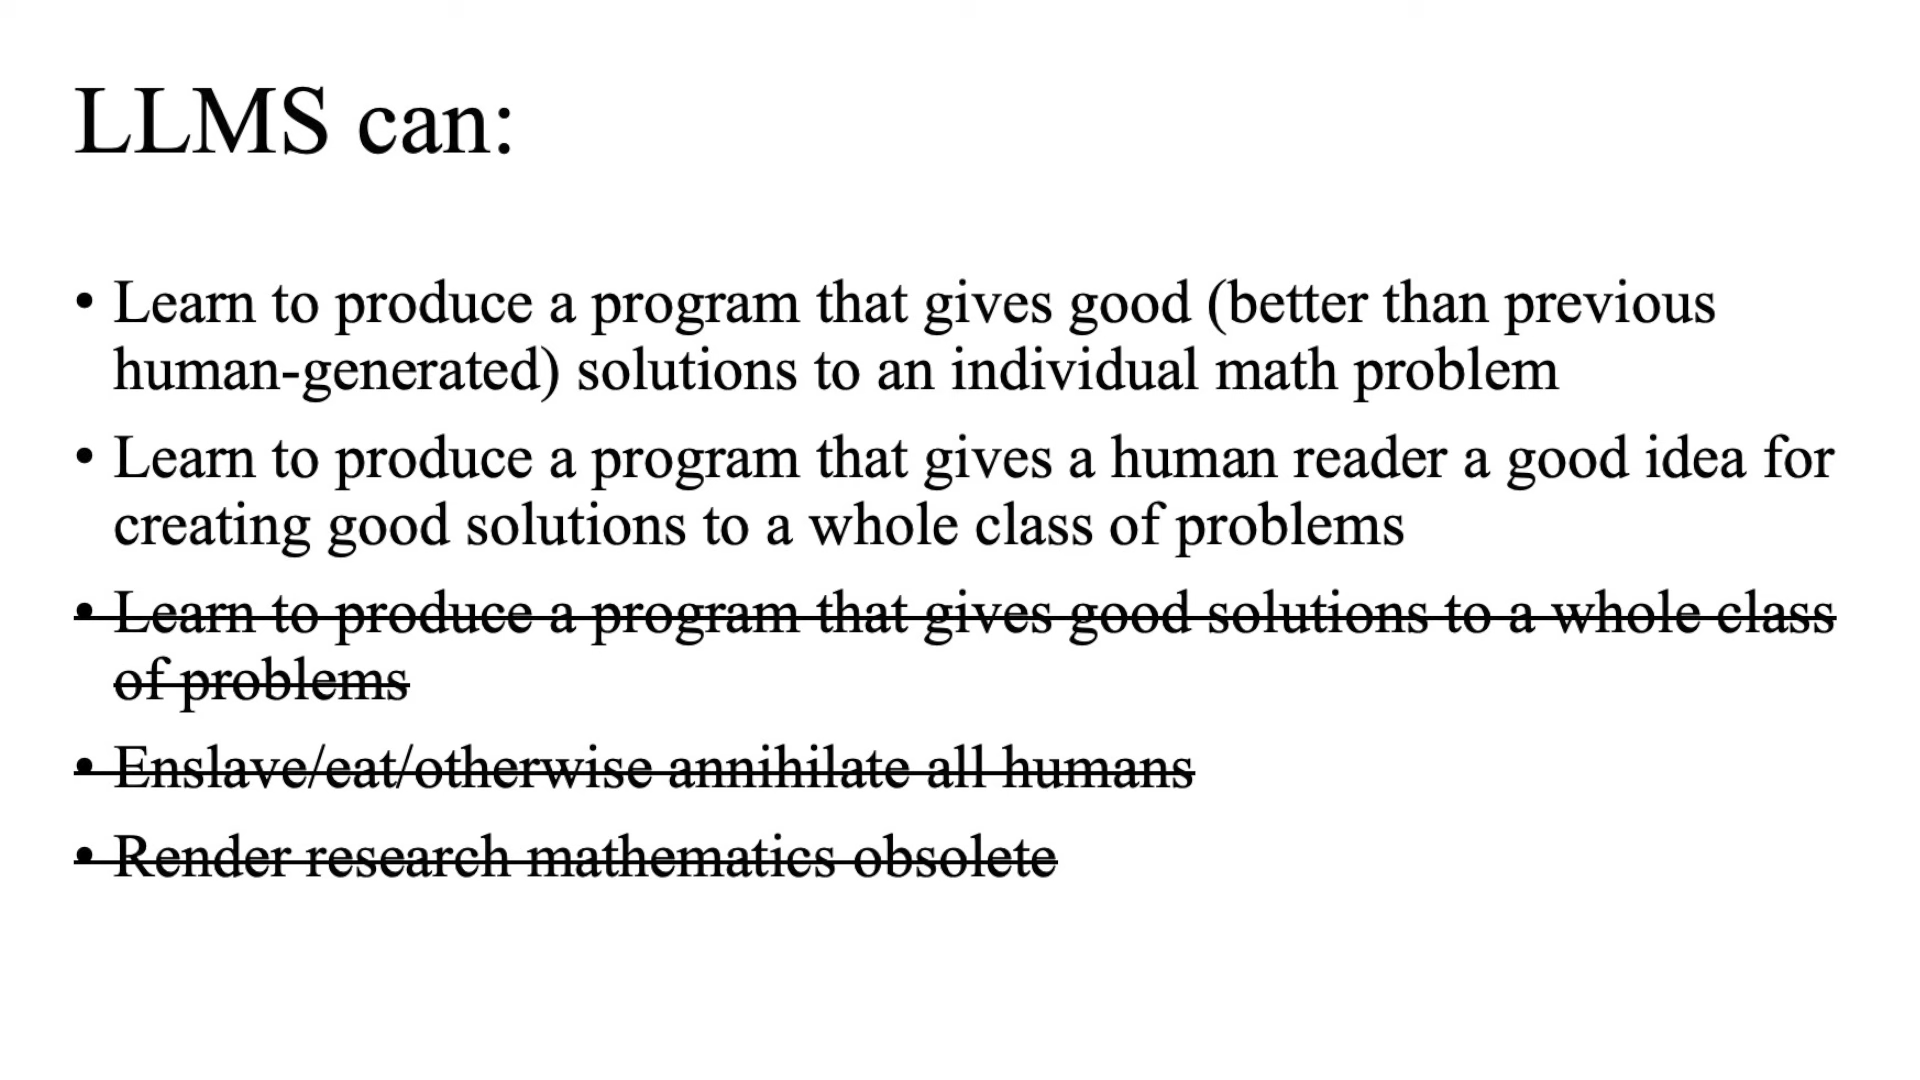 LLMS can:
• Learn to produce a program that gives good (better than previous
human-generated) solutions to an individual math problem
• Learn to produce a program that gives a human reader a good idea for
creating good solutions to a whole class of problems
• Learn to produce a program that gives good solutions to a whole class
of problems
• Enslave/eat/otherwise annihilate all humans
• Render research mathematics obsolete